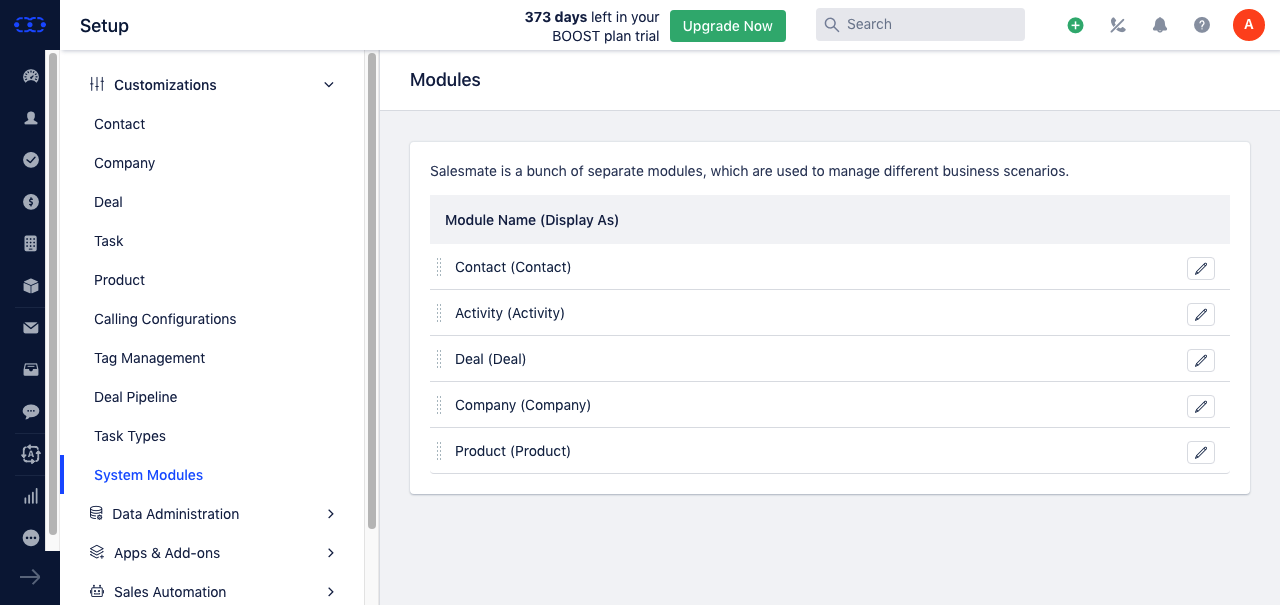 Setup
373 days left in your
BOOST plan trial
Upgrade Now
Search
A
Customizations
Contact
Company
Deal
Task
Product
Calling Configurations
Tag Management
Deal Pipeline
Task Types
System Modules
Data Administration
Apps & Add-ons
Sales Automation
Modules
Salesmate is a bunch of separate modules, which are used to manage different business scenarios.
Module Name (Display As)
Contact (Contact)
Activity (Activity)
Deal (Deal)
Company (Company)
Product (Product)